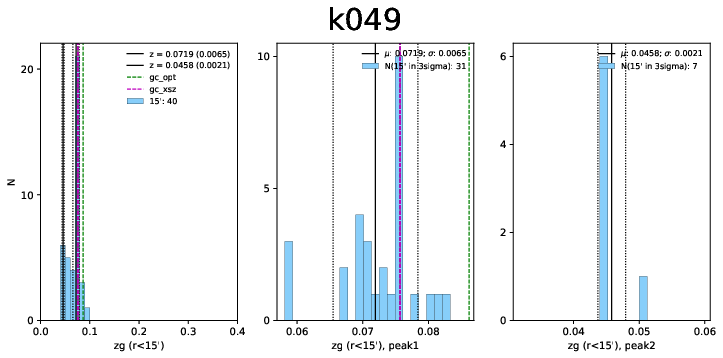 k049
z = 0.0719 (0.0065)
z = 0.0458 (0.0021)
gc_opt
gc_xsz
15': 40
N
20
10
0
0.0 0.1 0.2 0.3 0.4
zg (r<15')
μ: 0.0719; σ: 0.0065
N(15' in 3sigma): 31
10
5
0
0.06 0.07 0.08
zg (r<15'), peak1
μ: 0.0458; σ: 0.0021
N(15' in 3sigma): 7
6
4
2
0
0.04 0.05 0.06
zg (r<15'), peak2